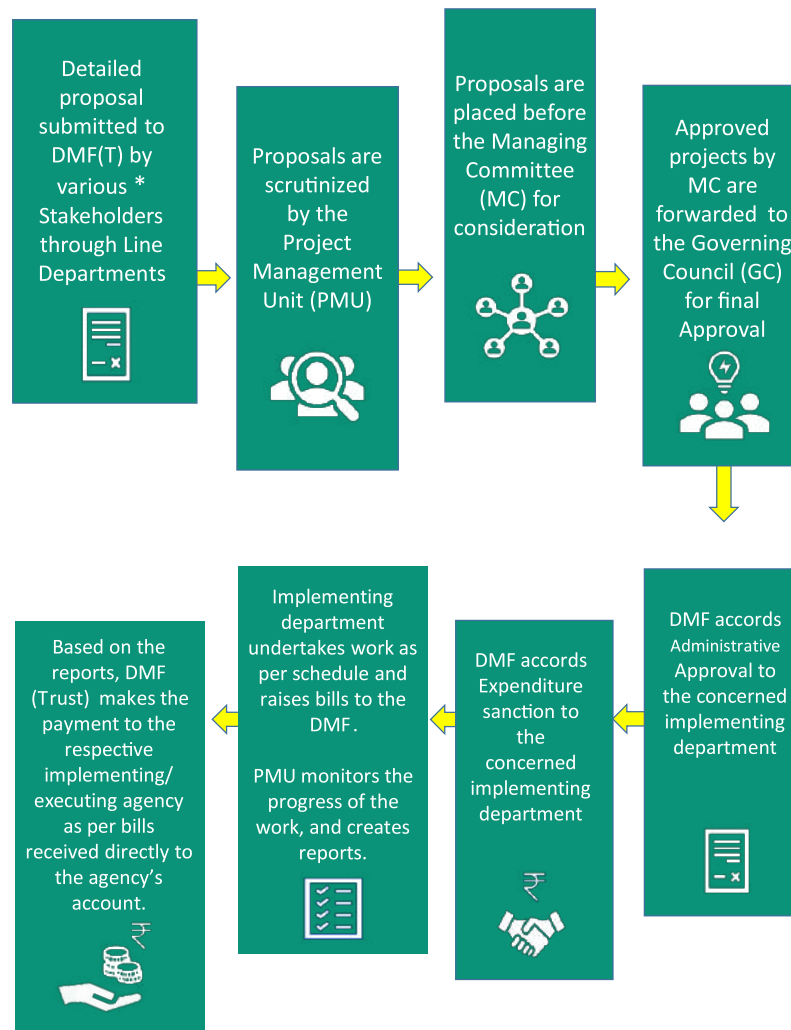 Detailed
proposal
submitted to
DMF(T) by
various *
Stakeholders
through Line
Departments
Proposals are
scrutinized
by the
Project
Management
Unit (PMU)
Proposals are
placed before
the Managing
Committee
(MC) for
consideration
Approved
projects by
MC are
forwarded to
the Governing
Council (GC)
for final
Approval
DMF accords
Administrative
Approval to
the concerned
implementing
department
DMF accords
Expenditure
sanction to
the
concerned
implementing
department
₹
Implementing
department
undertakes work as
per schedule and
raises bills to the
DMF.
PMU monitors the
progress of the
work, and creates
reports.
Based on the
reports, DMF
(Trust) makes the
payment to the
respective
implementing/
executing agency
as per bills
received directly to
the agency's
account.
₹